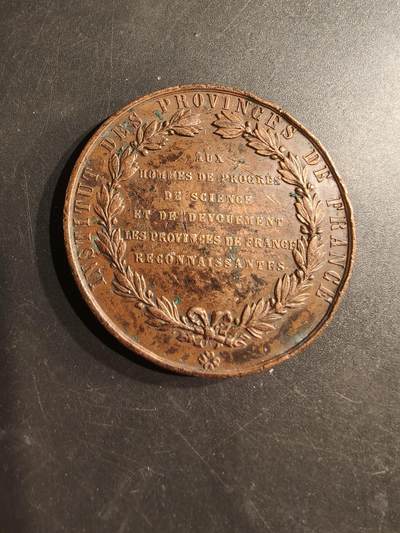 INSTITUT DES PROVINCES DE FRANCE
AUX
HOMMES DE PROGRES
DE SCIENCE
ET DE DEVOUEMENT
LES PROVINCES DE FRANCE
RECONNAISSANTES